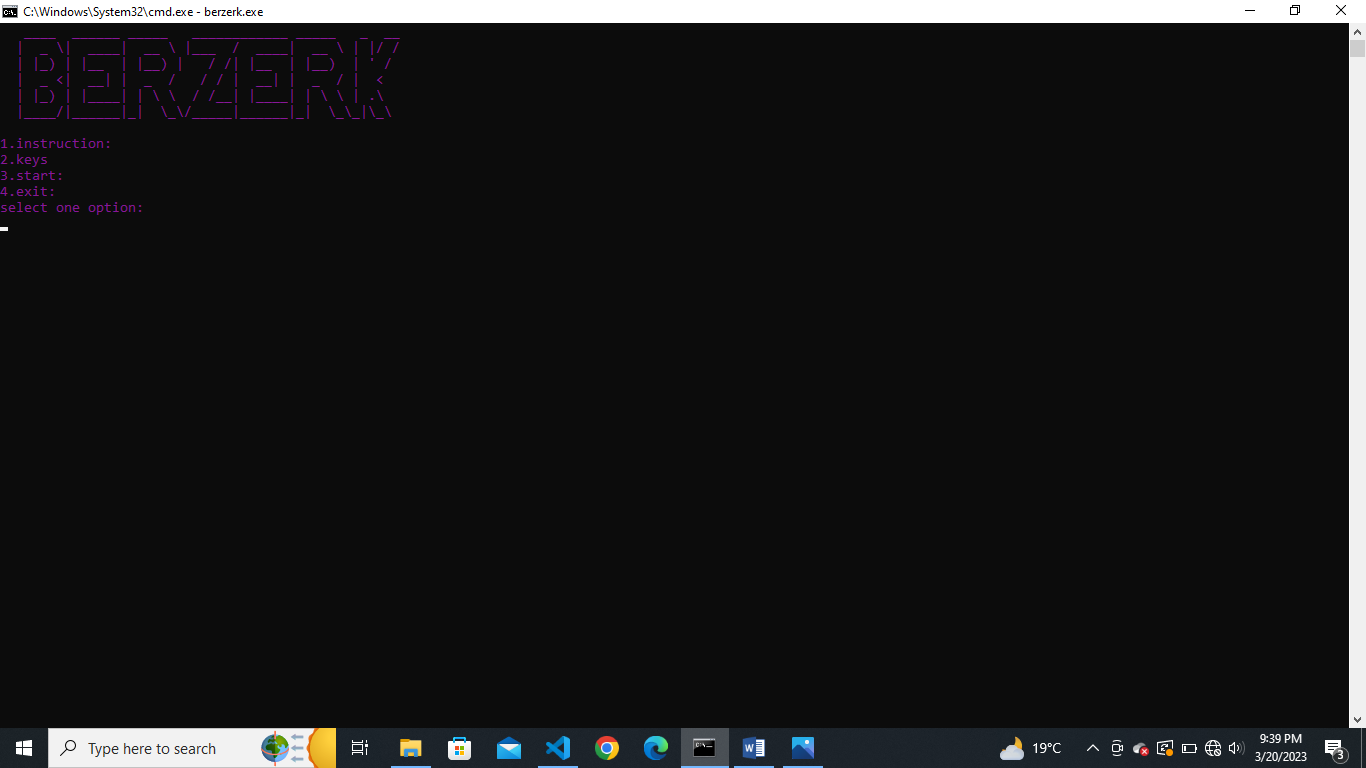 C:\Windows\System32\cmd.exe - berzerk.exe
BERZERK
1.instruction:
2.keys
3.start:
4.exit:
select one option:
Type here to search
19°C
9:39 PM
3/20/2023
3